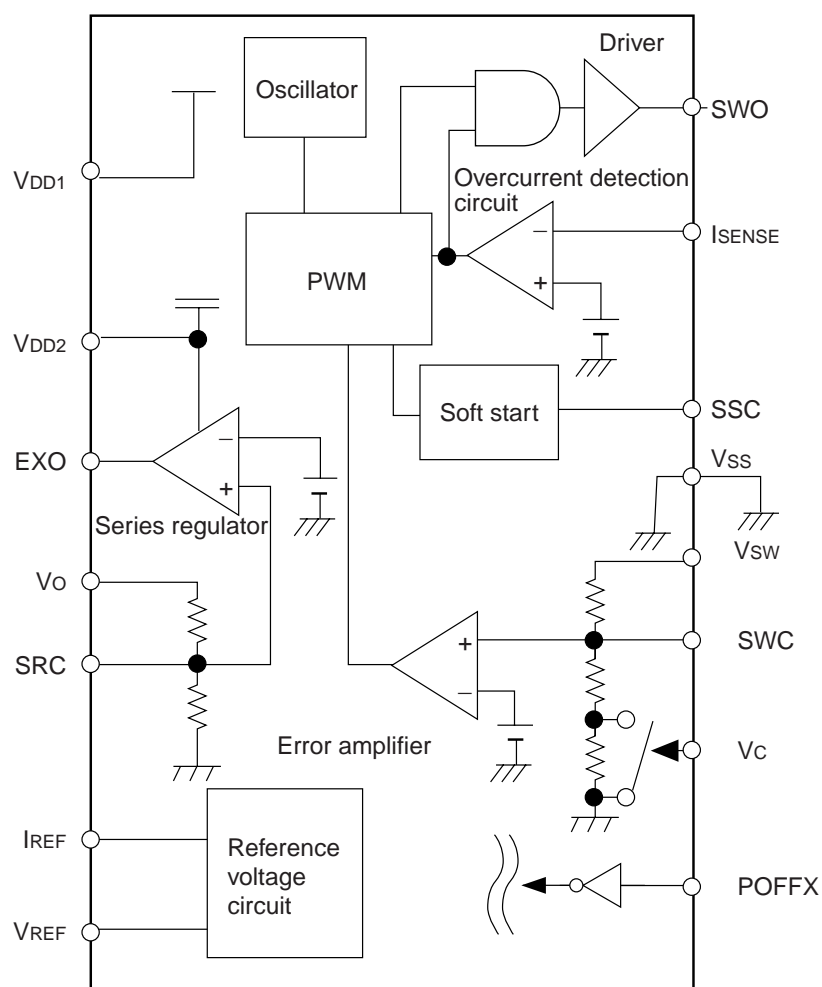 Driver
Oscillator
SWO
Overcurrent detection
circuit
VDD1
ISENSE
–
+
PWM
VDD2
Soft start
SSC
EXO
–
+
VSS
Series regulator
VSW
VO
SWC
+
–
SRC
Error amplifier
VC
IREF
Reference
voltage
circuit
POFFX
VREF